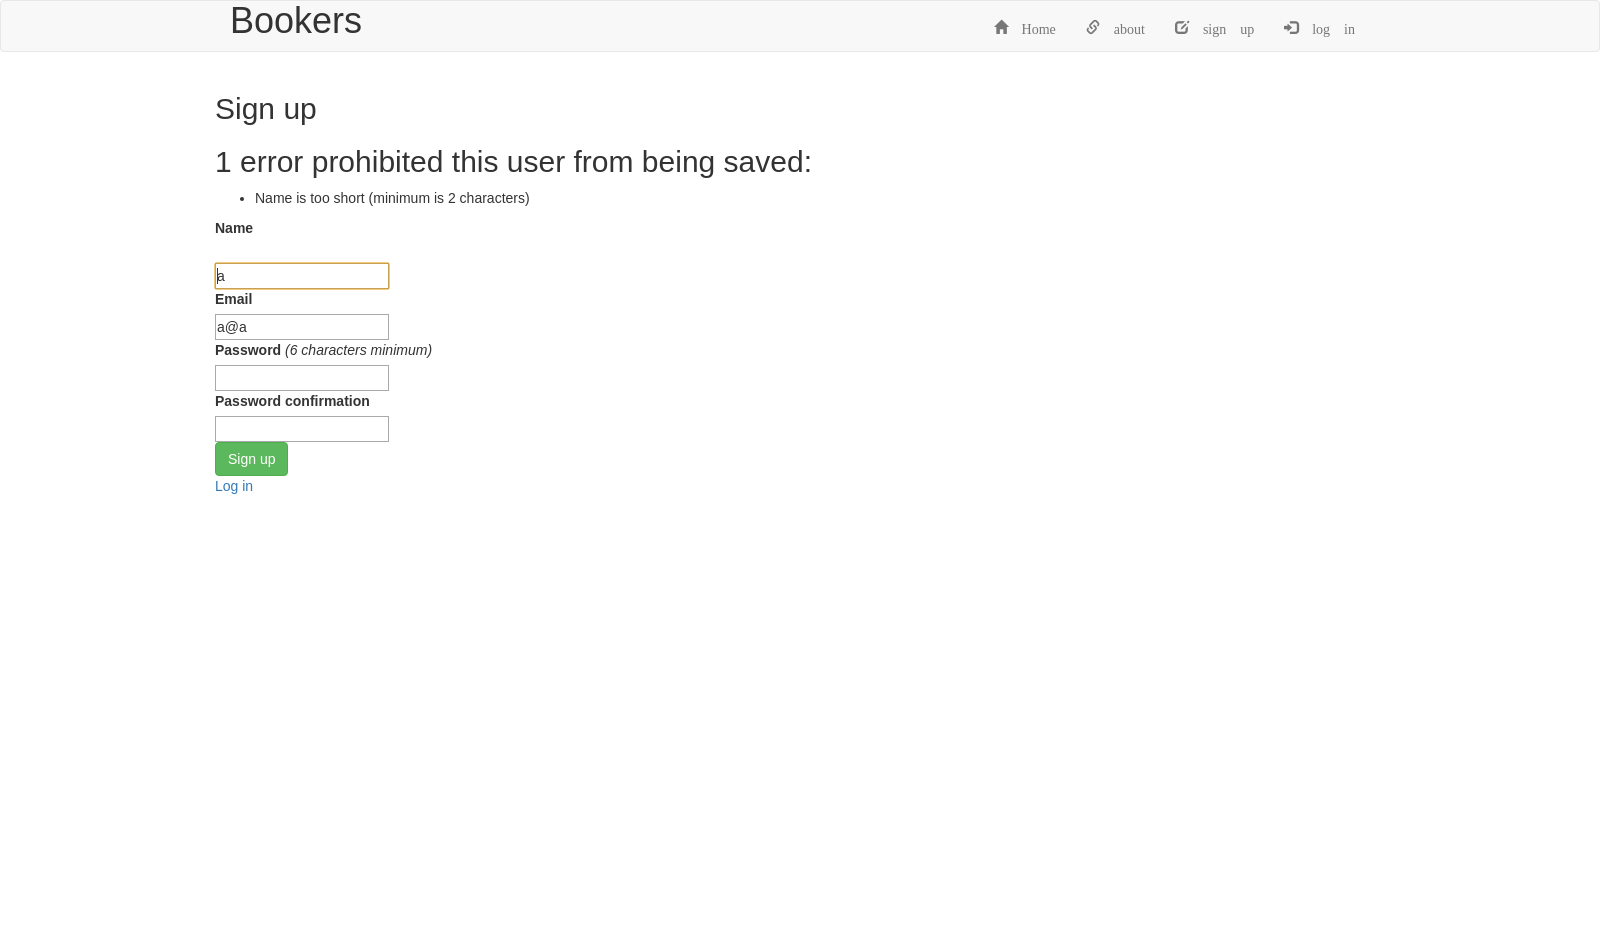 Bookers
Home about sign up log in
Sign up
1 error prohibited this user from being saved:
Name is too short (minimum is 2 characters)
Name
a
Email
a@a
Password (6 characters minimum)
Password confirmation
Sign up
Log in